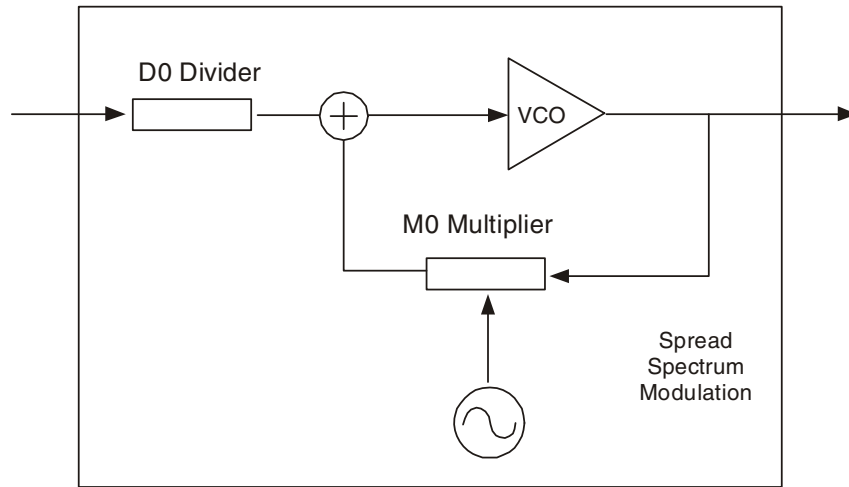 D0 Divider
VCO
M0 Multiplier
Spread
Spectrum
Modulation